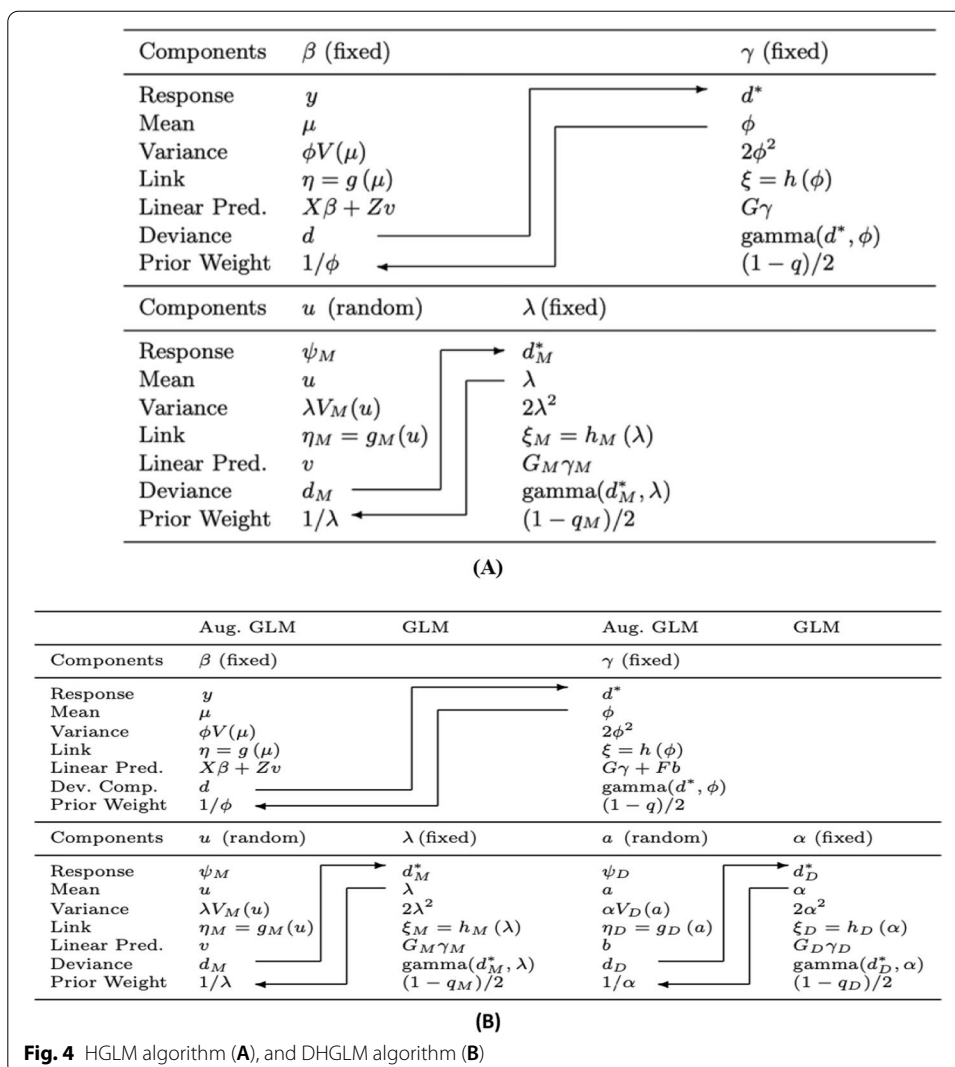 Components β (fixed) γ (fixed)
Response y d*
Mean μ ϕ
Variance ϕV(μ) 2ϕ²
Link η = g (μ) ξ = h (ϕ)
Linear Pred. Xβ + Zv Gγ
Deviance d gamma(d*, ϕ)
Prior Weight 1/ϕ (1 − q)/2
Components u (random) λ (fixed)
Response ψ_M d*_M
Mean u λ
Variance λV_M(u) 2λ²
Link η_M = g_M(u) ξ_M = h_M (λ)
Linear Pred. v G_Mγ_M
Deviance d_M gamma(d*_M, λ)
Prior Weight 1/λ (1 − q_M)/2
(A)
Aug. GLM GLM Aug. GLM GLM
Components β (fixed) γ (fixed)
Response y d*
Mean μ ϕ
Variance ϕV(μ) 2ϕ²
Link η = g (μ) ξ = h (ϕ)
Linear Pred. Xβ + Zv Gγ + Fb
Dev. Comp. d gamma(d*, ϕ)
Prior Weight 1/ϕ (1 − q)/2
Components u (random) λ (fixed) a (random) α (fixed)
Response ψ_M d*_M ψ_D d*_D
Mean u λ a α
Variance λV_M(u) 2λ² αV_D(a) 2α²
Link η_M = g_M(u) ξ_M = h_M (λ) η_D = g_D (a) ξ_D = h_D (α)
Linear Pred. v G_Mγ_M b G_Dγ_D
Deviance d_M gamma(d*_M, λ) d_D gamma(d*_D, α)
Prior Weight 1/λ (1 − q_M)/2 1/α (1 − q_D)/2
(B)
Fig. 4 HGLM algorithm (A), and DHGLM algorithm (B)